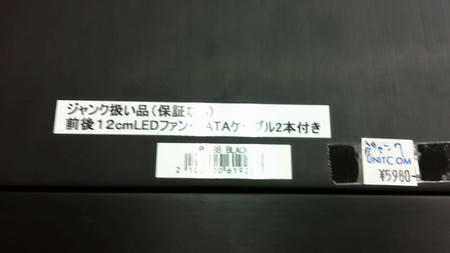 ジャンク扱い品(保証
前後12cmLEDファン・ATAケーブル2本付き
BLACK
ジャンク
UNITCOM
¥5980-